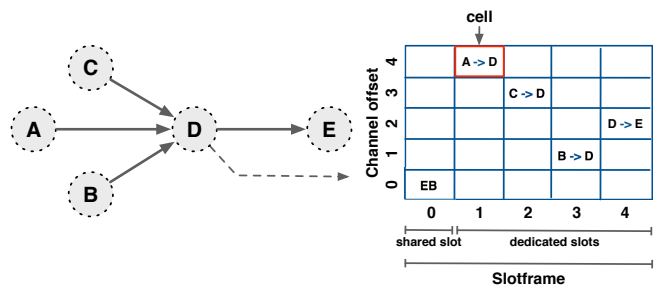 cell
C
A
D
E
B
Channel offset
4
A -> D
3
C -> D
2
D -> E
1
B -> D
0
EB
0 1 2 3 4
shared slot dedicated slots
Slotframe